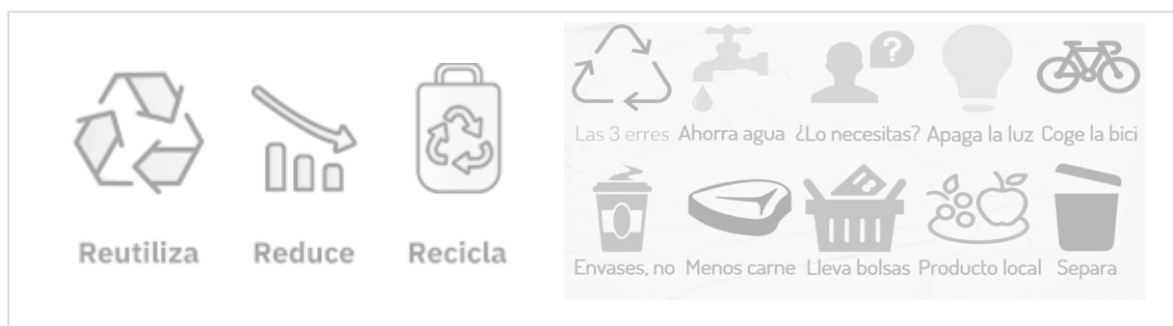 Reutiliza Reduce Recicla
Las 3 erres Ahorra agua ¿Lo necesitas? Apaga la luz Coge la bici
Envases, no Menos carne Lleva bolsas Producto local Separa